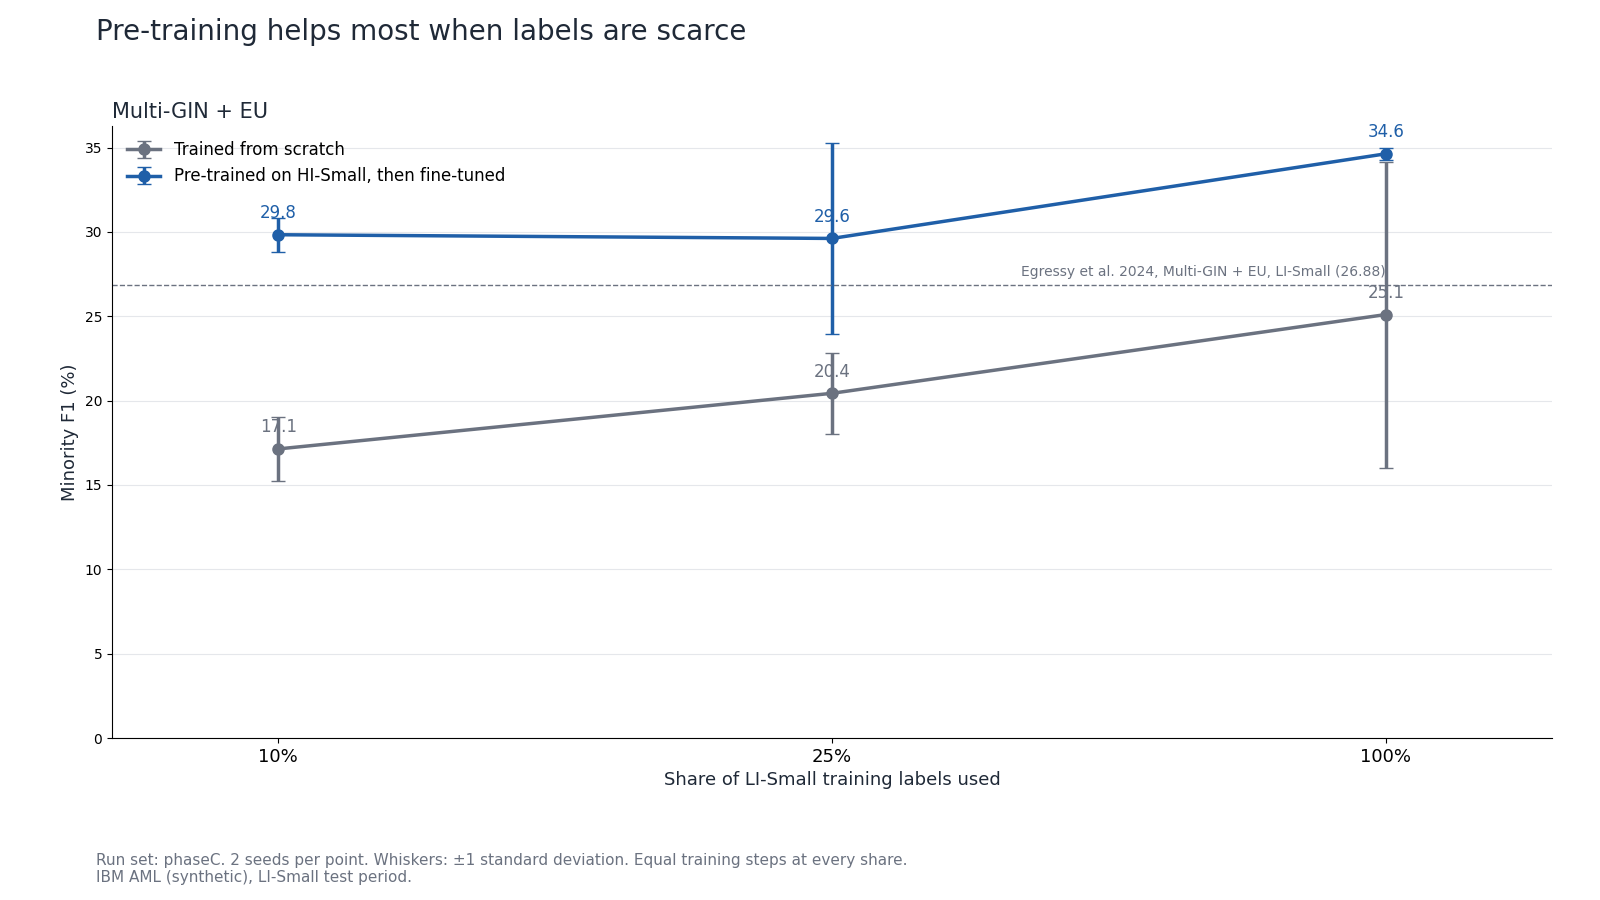 Pre-training helps most when labels are scarce
Multi-GIN + EU
Trained from scratch
Pre-trained on HI-Small, then fine-tuned
34.6
29.8
29.6
Egressy et al. 2024, Multi-GIN + EU, LI-Small (26.88)
25.1
20.4
17.1
Minority F1 (%)
35
30
25
20
15
10
5
0
10%
25%
100%
Share of LI-Small training labels used
Run set: phaseC. 2 seeds per point. Whiskers: ±1 standard deviation. Equal training steps at every share.
IBM AML (synthetic), LI-Small test period.